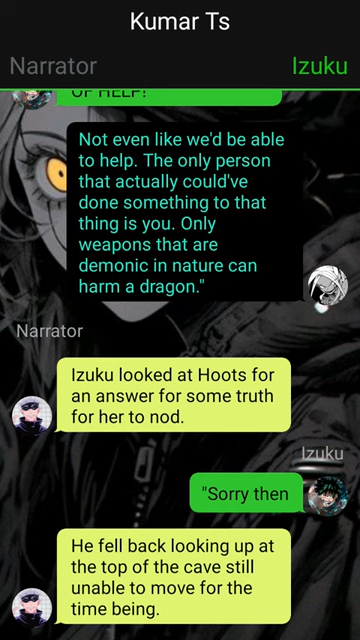 Kumar Ts
Narrator
Izuku
UP HELP!
Not even like we'd be able
to help. The only person
that actually could've
done something to that
thing is you. Only
weapons that are
demonic in nature can
harm a dragon."
Narrator
Izuku looked at Hoots for
an answer for some truth
for her to nod.
Izuku
"Sorry then
He fell back looking up at
the top of the cave still
unable to move for the
time being.